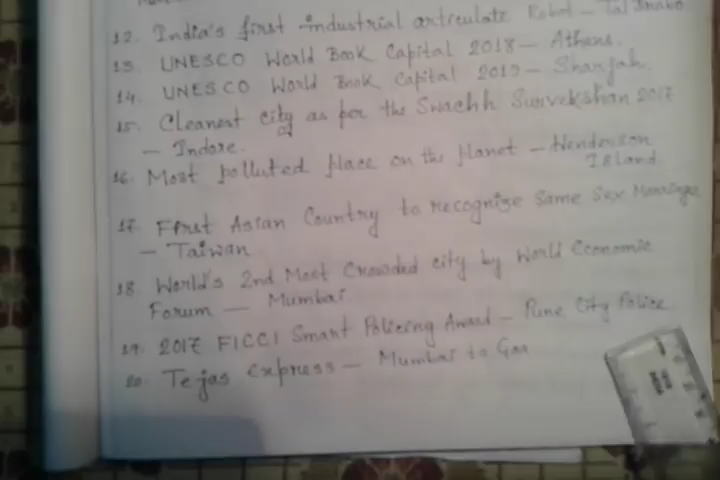 12. India's first industrial articulate Robot - Tal Brabo
13. UNESCO World Book Capital 2018 - Athens.
14. UNESCO World Book Capital 2019 - Sharjah.
15. Cleanest city as per the Swachh Survekshan 2017
- Indore.
16. Most polluted place on the planet - Henderson
Island
17. First Asian Country to recognize Same Sex Marriage
- Taiwan
18. World's 2nd Most Crowded city by World Economic
Forum - Mumbai
19. 2017 FICCI Smart Policing Award - Pune City Police
20. Tejas Express - Mumbai to Goa